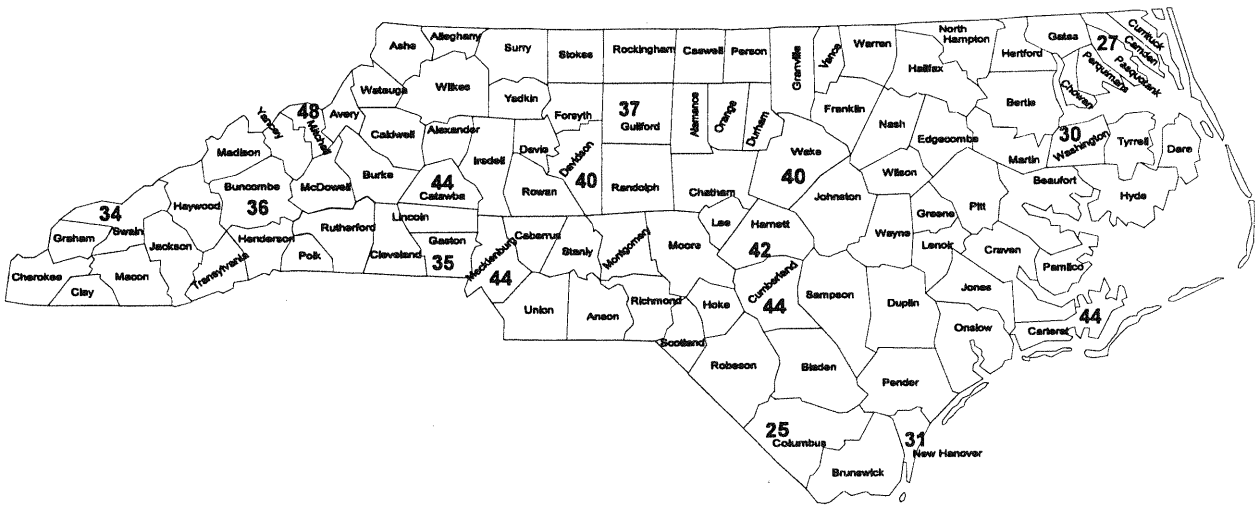 Ashe
Alleghany
Surry
Stokes
Rockingham
Caswell
Person
Granville
Vance
Warren
North
Hampton
Gates
27
Currituck
Camden
Pasquotank
Perquimans
Chowan
Hertford
Halifax
Bertie
Watauga
Wilkes
Yadkin
Forsyth
37
Guilford
Alamance
Orange
Durham
Franklin
Nash
Edgecombe
Martin
30
Washington
Tyrrell
Dare
Yancey
48
Mitchell
Avery
Caldwell
Alexander
Iredell
Davie
Davidson
40
Randolph
Chatham
Wake
40
Johnston
Wilson
Beaufort
Hyde
Madison
Buncombe
36
McDowell
Burke
44
Catawba
Rowan
Greene
Pitt
Haywood
34
Swain
Graham
Jackson
Henderson
Transylvania
Polk
Rutherford
Cleveland
Lincoln
Gaston
35
Mecklenburg
44
Cabarrus
Stanly
Montgomery
Moore
Lee
Harnett
42
Wayne
Lenoir
Craven
Pamlico
Cherokee
Clay
Macon
Union
Anson
Richmond
Scotland
Hoke
Cumberland
44
Sampson
Duplin
Jones
Onslow
Carteret
44
Robeson
Bladen
Pender
25
Columbus
31
New Hanover
Brunswick